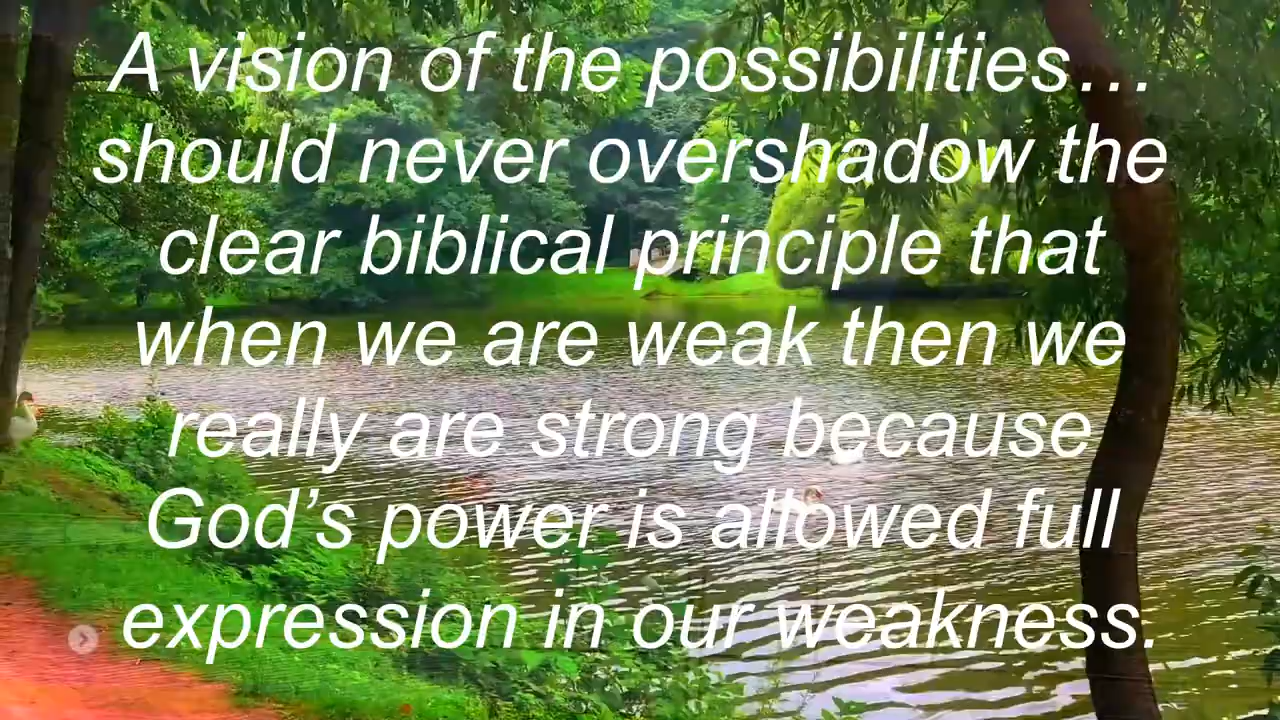 A vision of the possibilities…
should never overshadow the
clear biblical principle that
when we are weak then we
really are strong because
God’s power is allowed full
expression in our weakness.